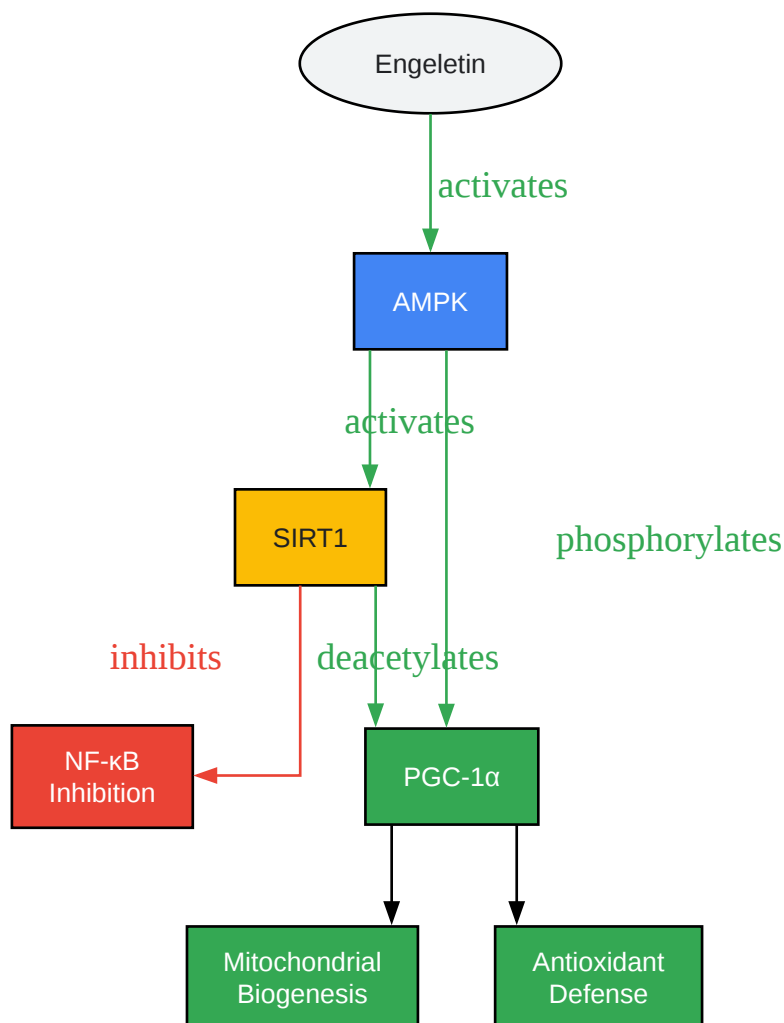 Engeletin
activates
AMPK
activates
SIRT1
phosphorylates
inhibits
deacetylates
NF-κB
Inhibition
PGC-1α
Mitochondrial
Biogenesis
Antioxidant
Defense